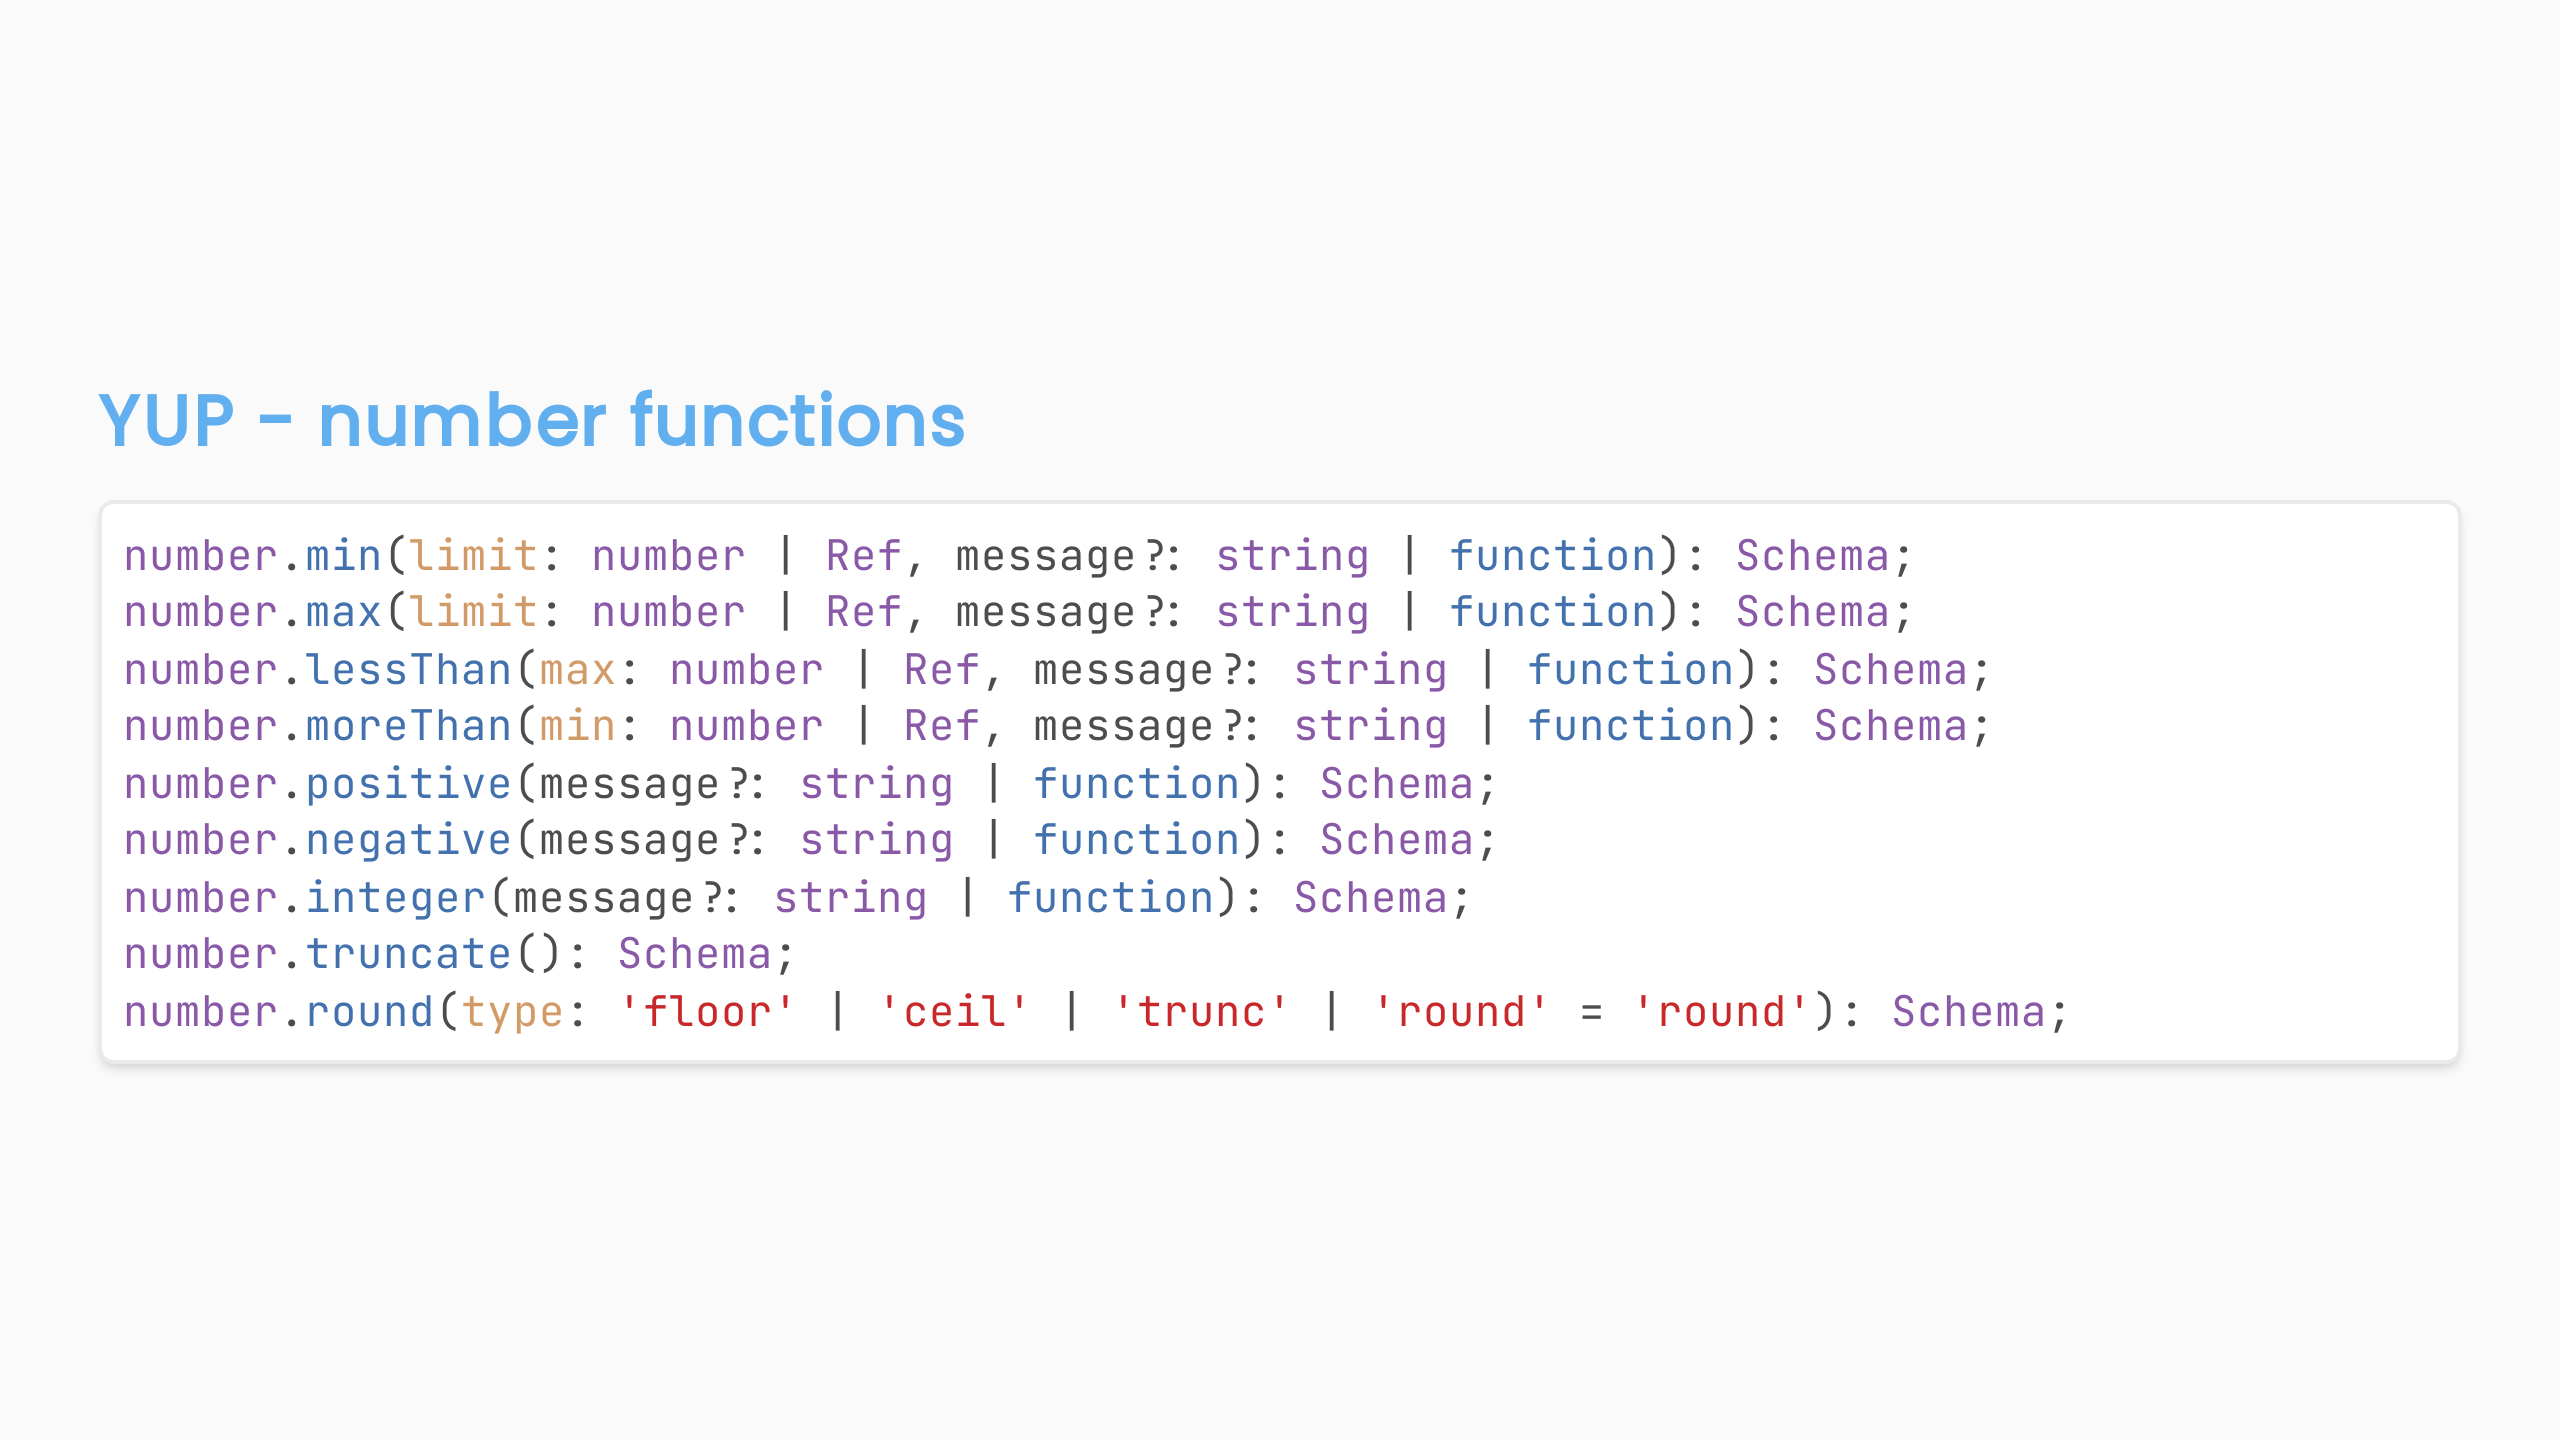 YUP - number functions
number.min(limit: number | Ref, message?: string | function): Schema;
number.max(limit: number | Ref, message?: string | function): Schema;
number.lessThan(max: number | Ref, message?: string | function): Schema;
number.moreThan(min: number | Ref, message?: string | function): Schema;
number.positive(message?: string | function): Schema;
number.negative(message?: string | function): Schema;
number.integer(message?: string | function): Schema;
number.truncate(): Schema;
number.round(type: 'floor' | 'ceil' | 'trunc' | 'round' = 'round'): Schema;